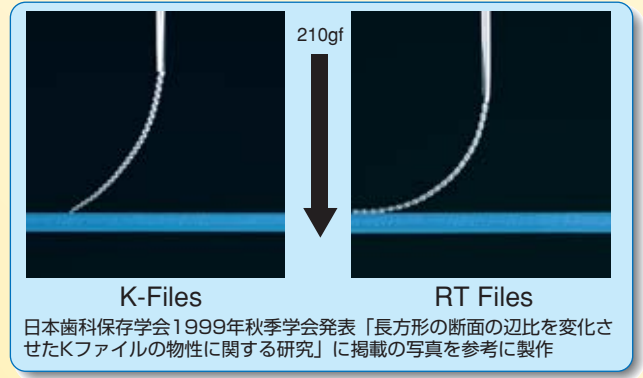 210gf
K-Files
RT Files
日本歯科保存学会1999年秋季学会発表「長方形の断面の辺比を変化さ
せたKファイルの物性に関する研究」に掲載の写真を参考に製作